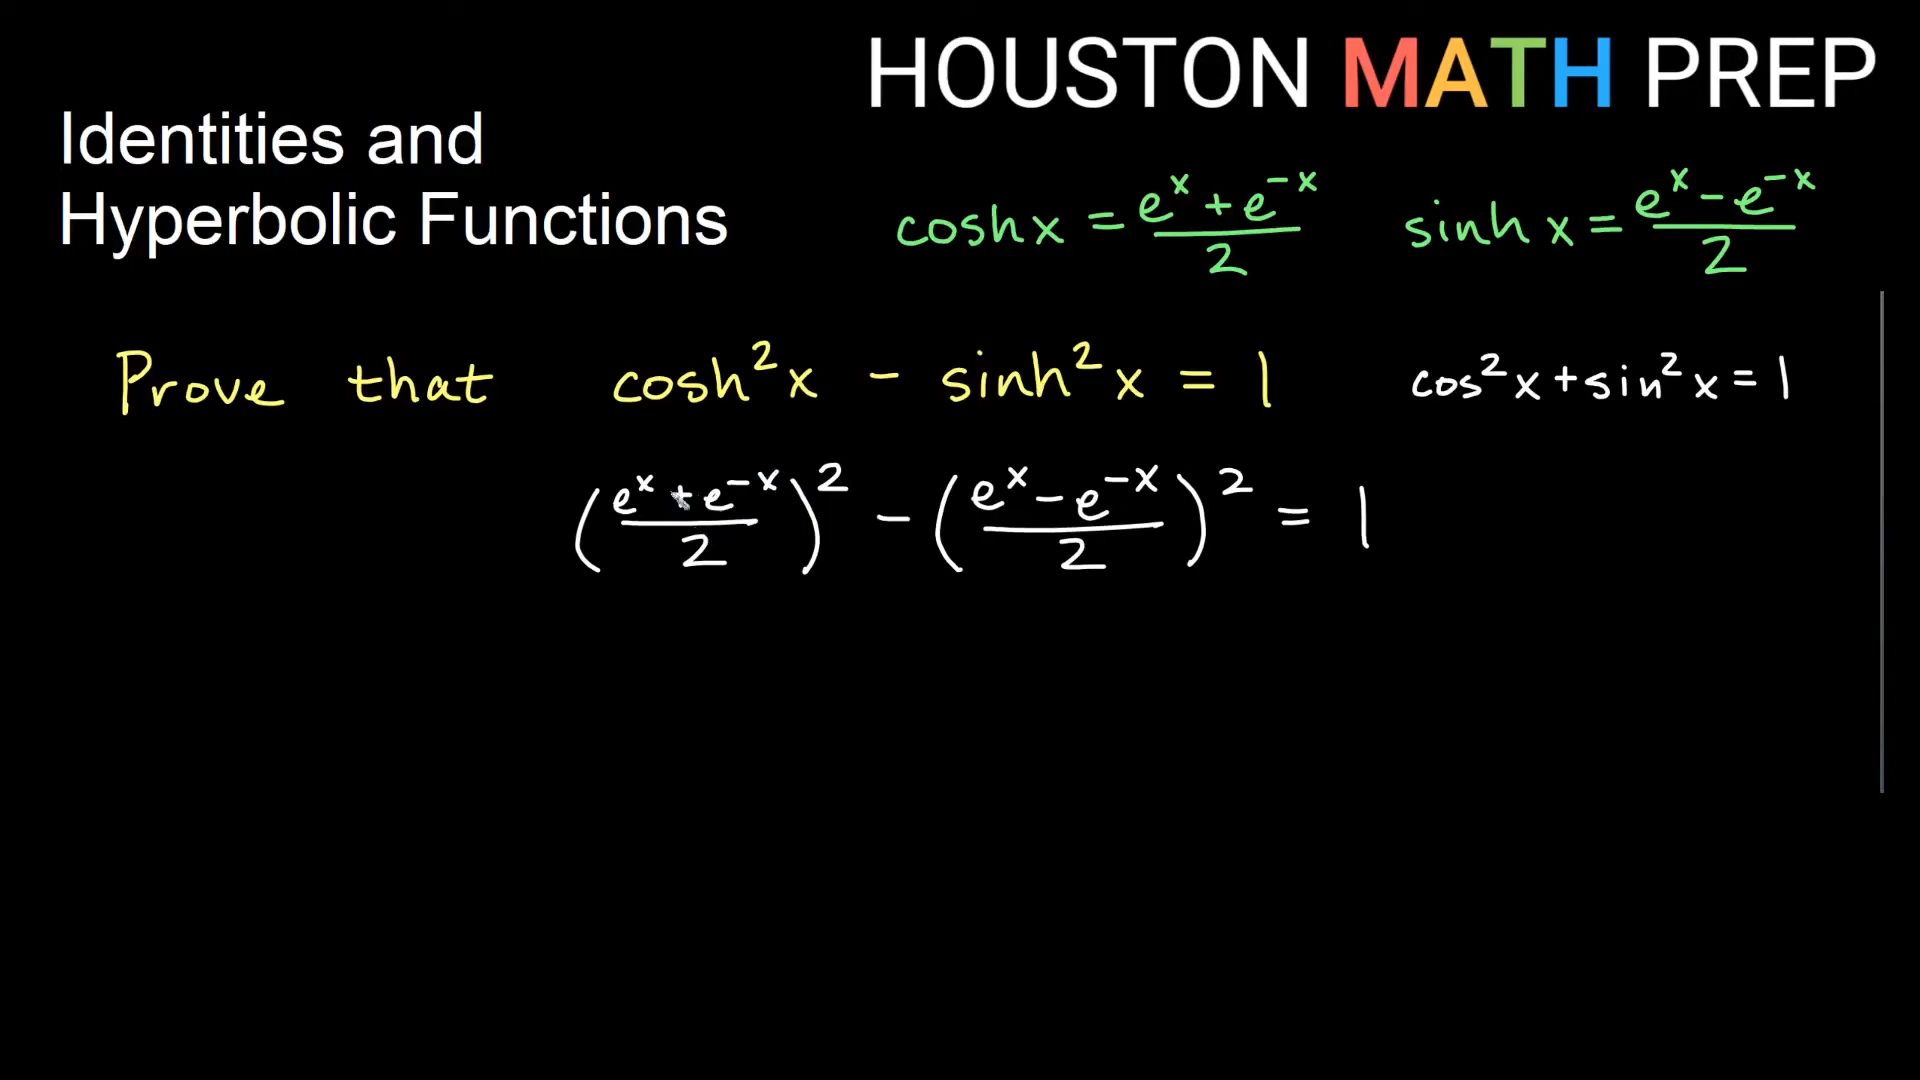 HOUSTON MATH PREP
Identities and
Hyperbolic Functions
cosh x = (e^x + e^-x)/2 sinh x = (e^x - e^-x)/2
Prove that cosh²x - sinh²x = 1 cos²x + sin²x = 1
((e^x + e^-x)/2)² - ((e^x - e^-x)/2)² = 1